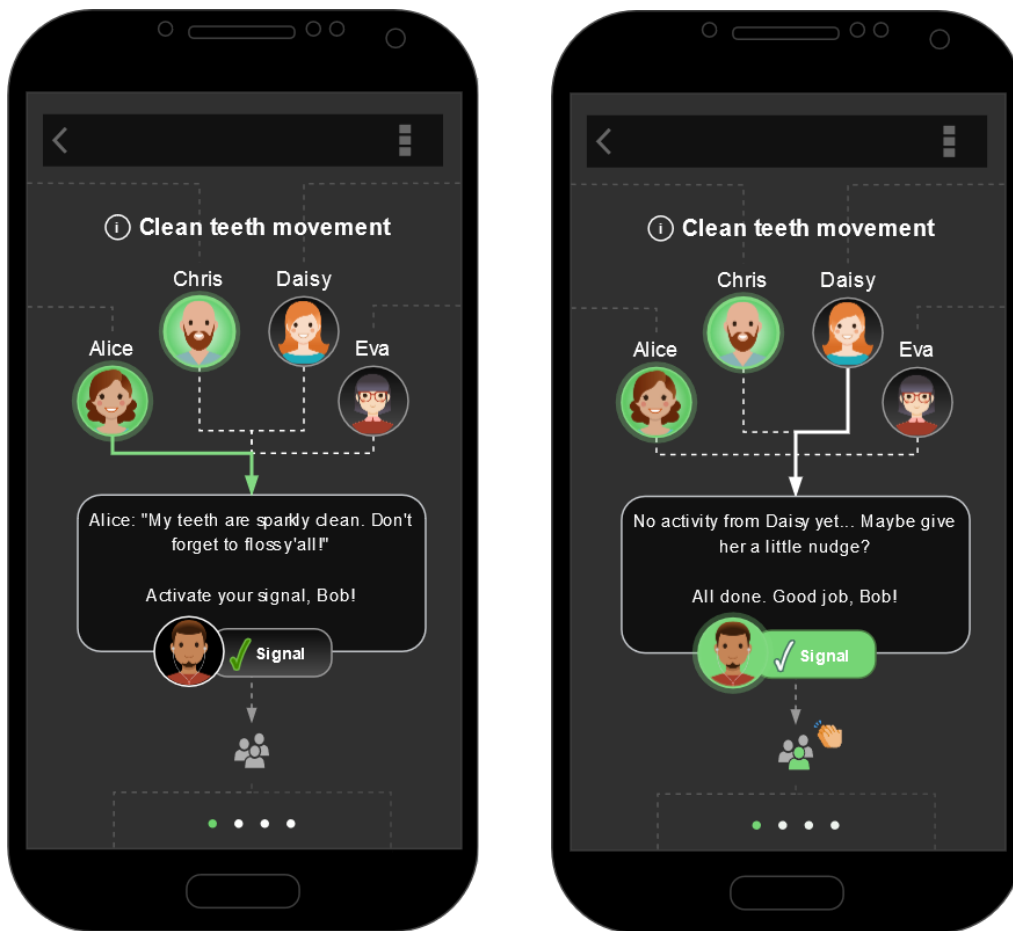 i Clean teeth movement
Chris Daisy
Alice Eva
Alice: "My teeth are sparkly clean. Don't
forget to flossy'all!"
Activate your signal, Bob!
Signal
i Clean teeth movement
Chris Daisy
Alice Eva
No activity from Daisy yet... Maybe give
her a little nudge?
All done. Good job, Bob!
Signal